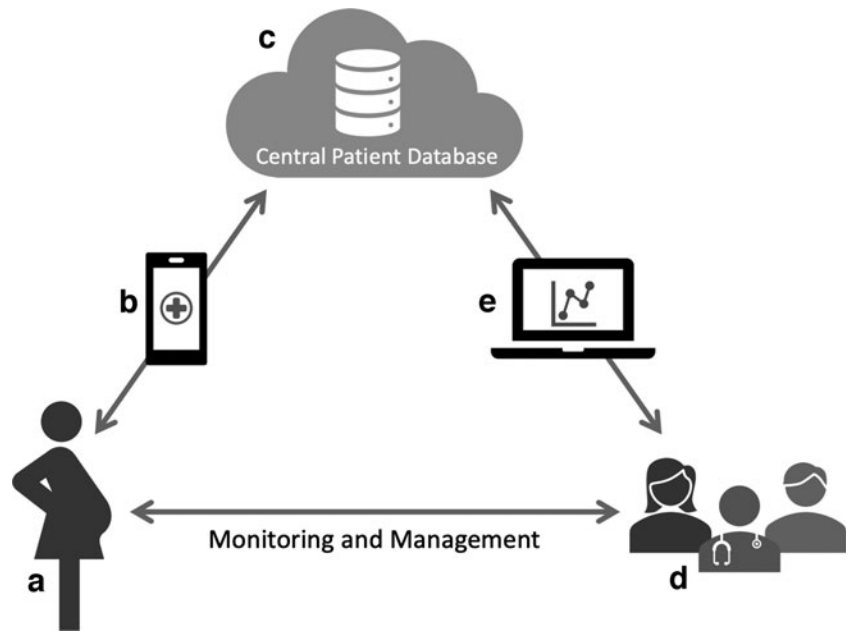 c
Central Patient Database
b
e
Monitoring and Management
a
d